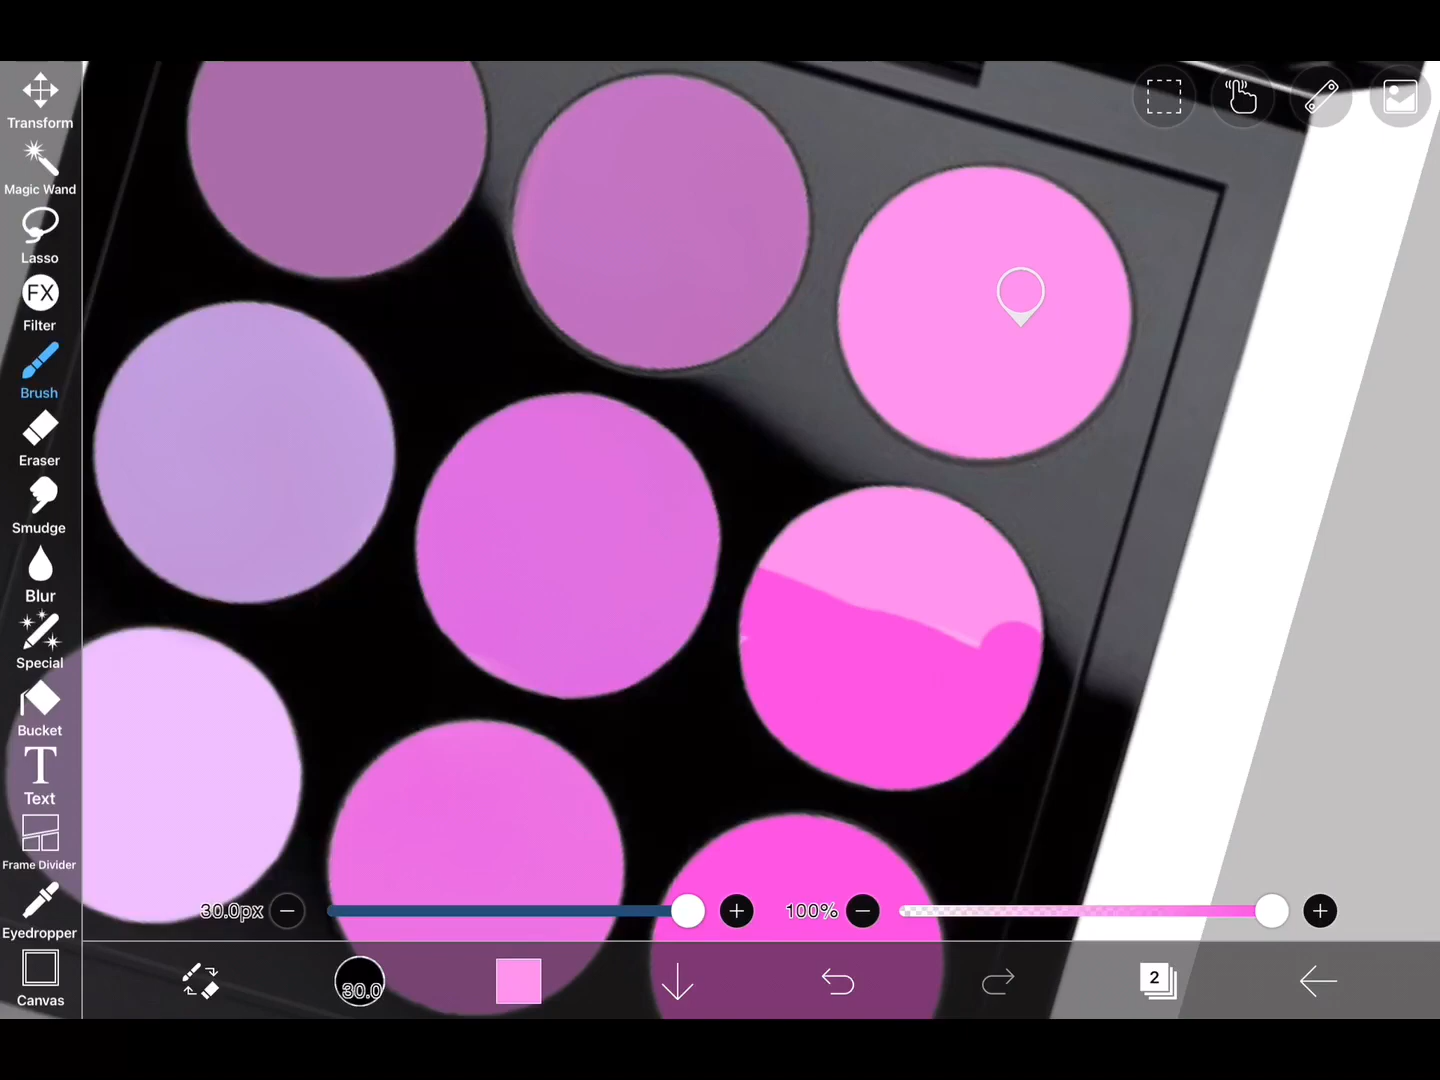 Transform
Magic Wand
Lasso
FX
Filter
Brush
Eraser
Smudge
Blur
Special
Bucket
T
Text
Frame Divider
Eyedropper
Canvas
30.0px
100%
30.0
2